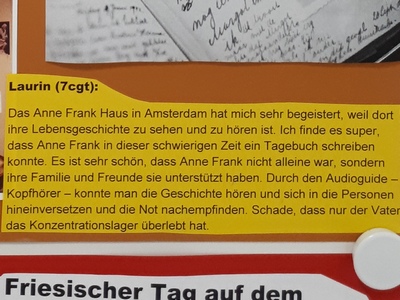 Laurin (7cgt):
Das Anne Frank Haus in Amsterdam hat mich sehr begeistert, weil dort
ihre Lebensgeschichte zu sehen und zu hören ist. Ich finde es super,
dass Anne Frank in dieser schwierigen Zeit ein Tagebuch schreiben
konnte. Es ist sehr schön, dass Anne Frank nicht alleine war, sondern
ihre Familie und Freunde sie unterstützt haben. Durch den Audioguide –
Kopfhörer – konnte man die Geschichte hören und sich in die Personen
hineinversetzen und die Not nachempfinden. Schade, dass nur der Vater
das Konzentrationslager überlebt hat.
Friesischer Tag auf dem